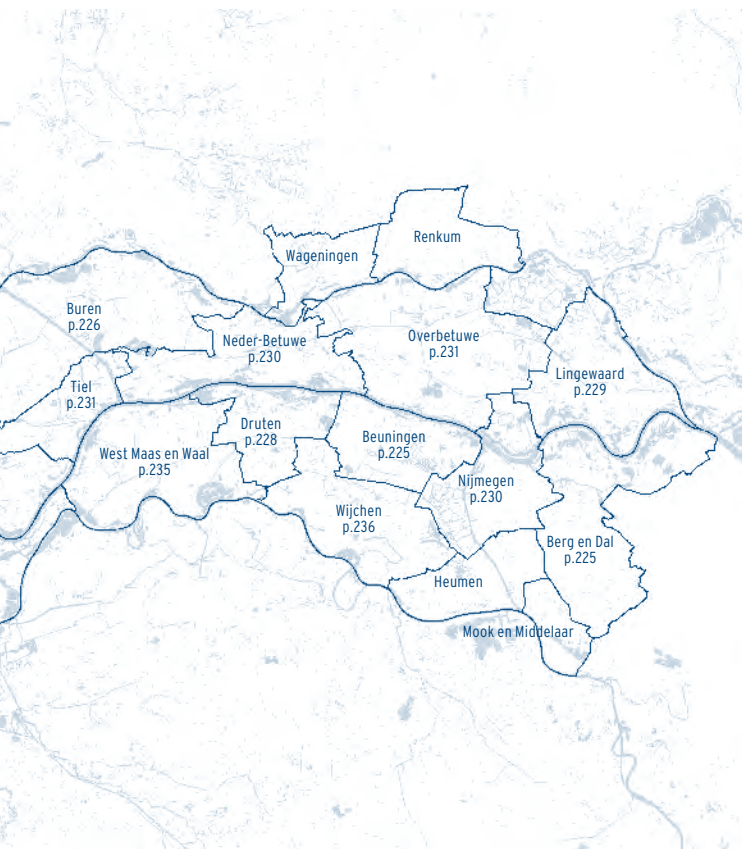 Renkum
Wageningen
Buren
p.226
Neder-Betuwe
p.230
Overbetuwe
p.231
Lingewaard
p.229
Tiel
p.231
Druten
p.228
Beuningen
p.225
West Maas en Waal
p.235
Nijmegen
p.230
Wijchen
p.236
Berg en Dal
p.225
Heumen
Mook en Middelaar